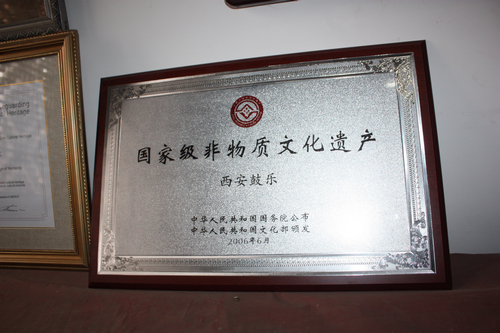 国家级非物质文化遗产
西安鼓乐
中华人民共和国国务院公布
中华人民共和国文化部颁发
2006年6月